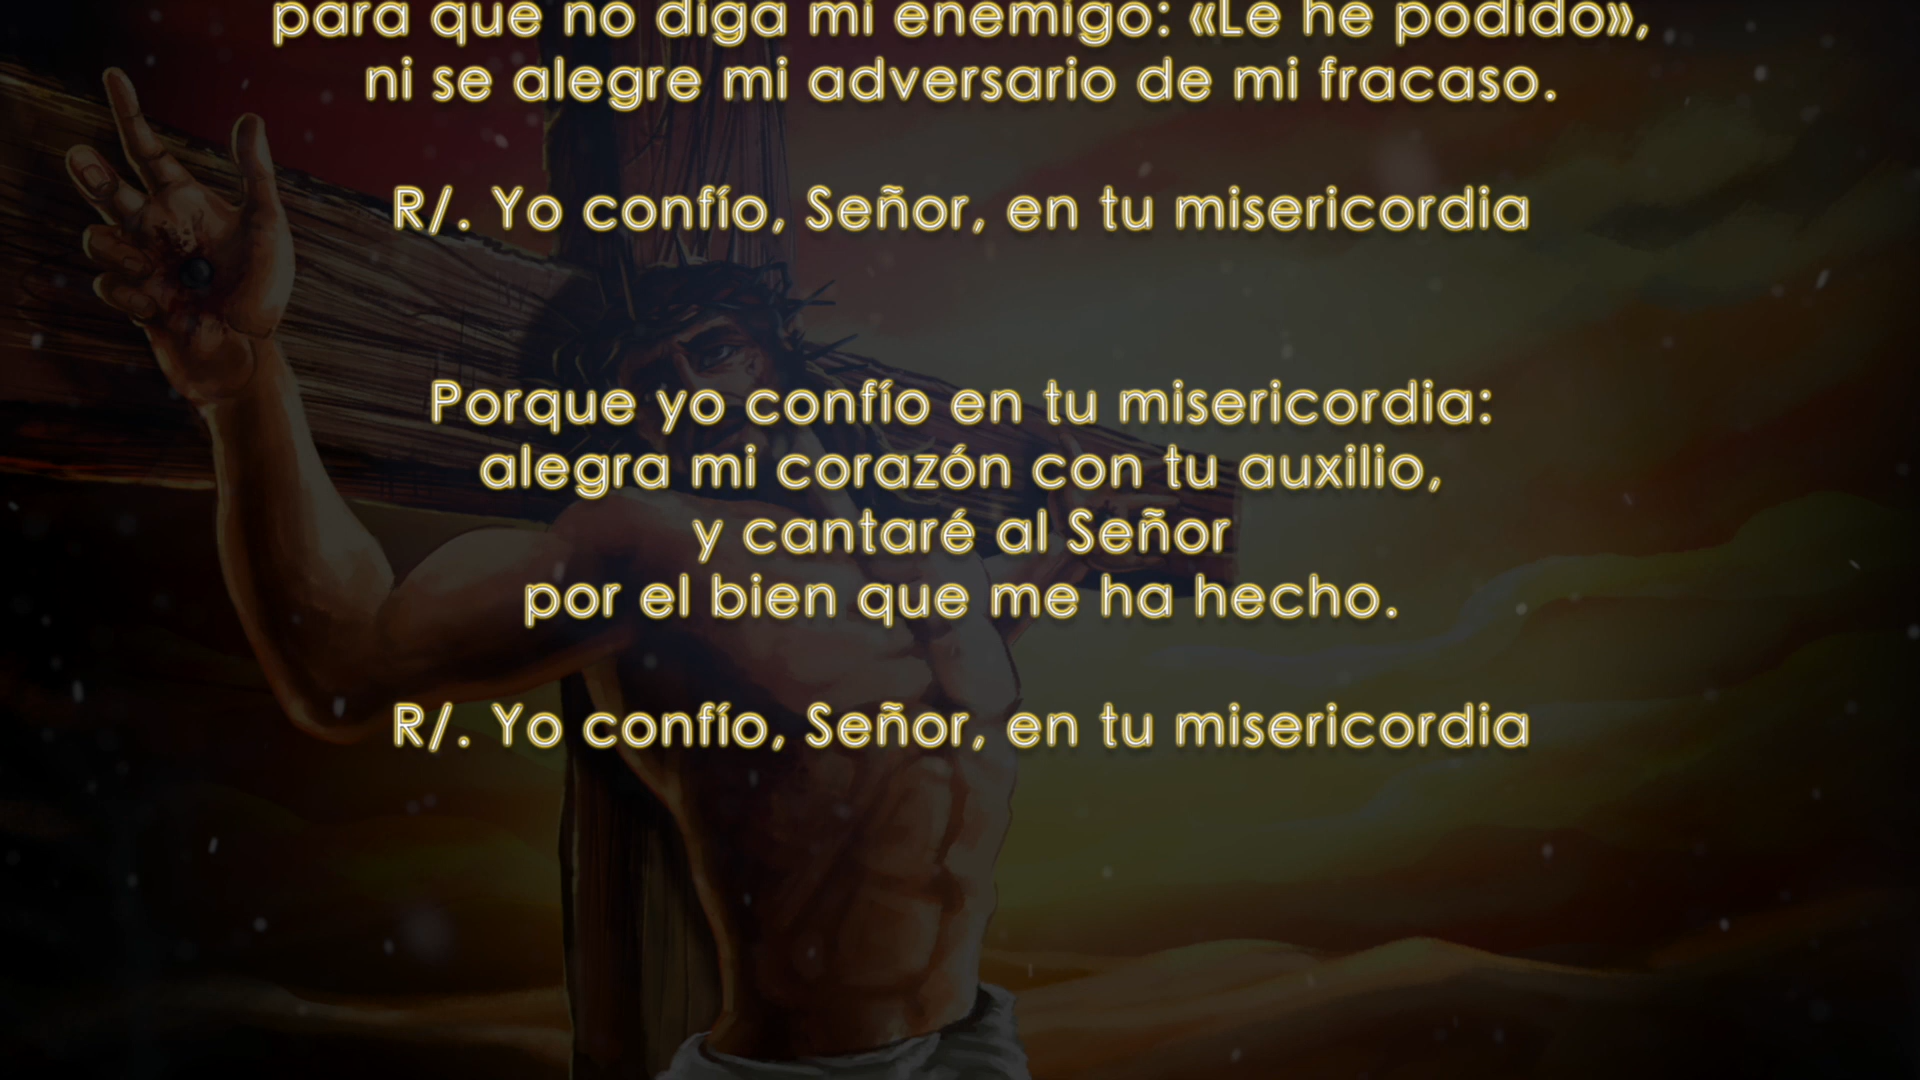 para que no diga mi enemigo: «Le he podido»,
ni se alegre mi adversario de mi fracaso.
R/. Yo confío, Señor, en tu misericordia
Porque yo confío en tu misericordia:
alegra mi corazón con tu auxilio,
y cantaré al Señor
por el bien que me ha hecho.
R/. Yo confío, Señor, en tu misericordia